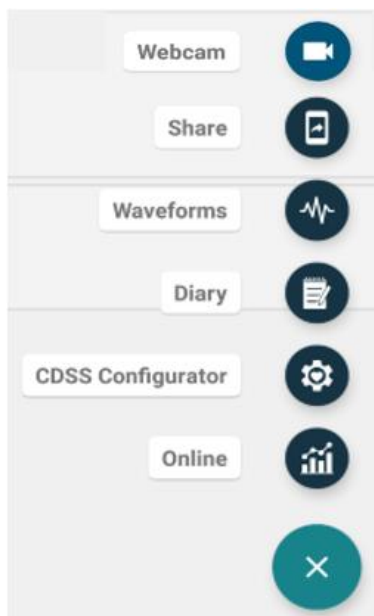 Webcam
Share
Waveforms
Diary
CDSS Configurator
Online